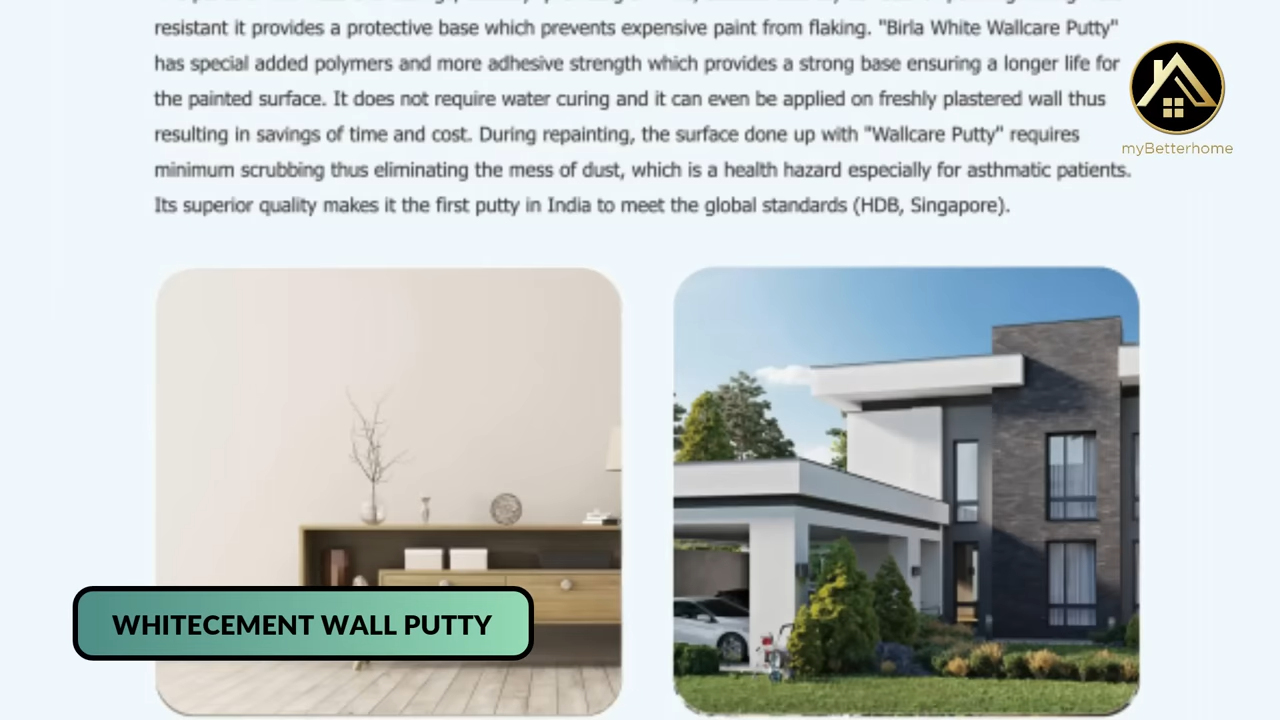 resistant it provides a protective base which prevents expensive paint from flaking. "Birla White Wallcare Putty"
has special added polymers and more adhesive strength which provides a strong base ensuring a longer life for
the painted surface. It does not require water curing and it can even be applied on freshly plastered wall thus
resulting in savings of time and cost. During repainting, the surface done up with "Wallcare Putty" requires
minimum scrubbing thus eliminating the mess of dust, which is a health hazard especially for asthmatic patients.
Its superior quality makes it the first putty in India to meet the global standards (HDB, Singapore).
myBetterhome
WHITECEMENT WALL PUTTY